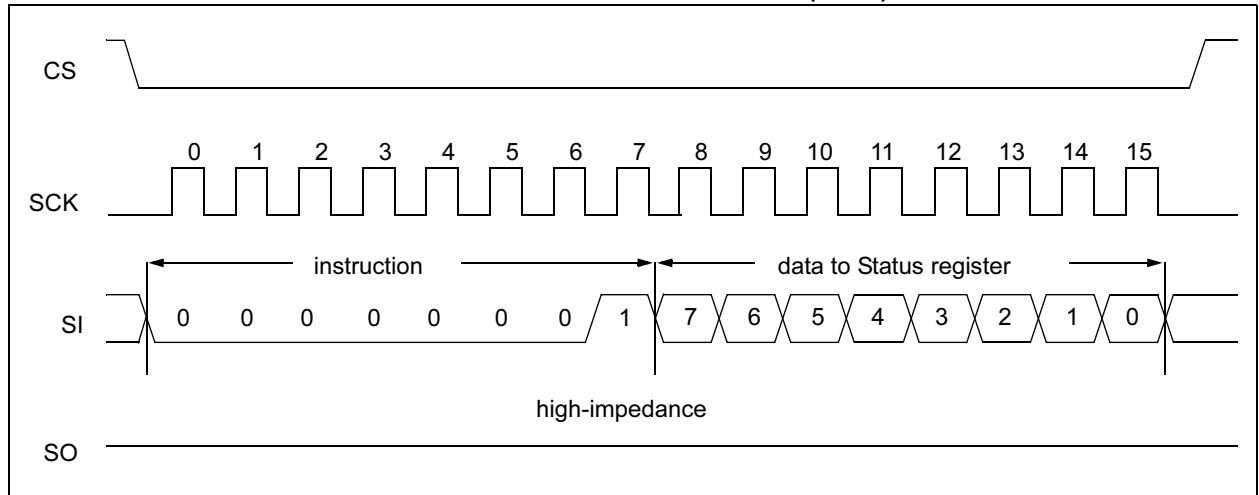 CS
0 1 2 3 4 5 6 7 8 9 10 11 12 13 14 15
SCK
instruction data to Status register
SI 0 0 0 0 0 0 0 1 7 6 5 4 3 2 1 0
high-impedance
SO